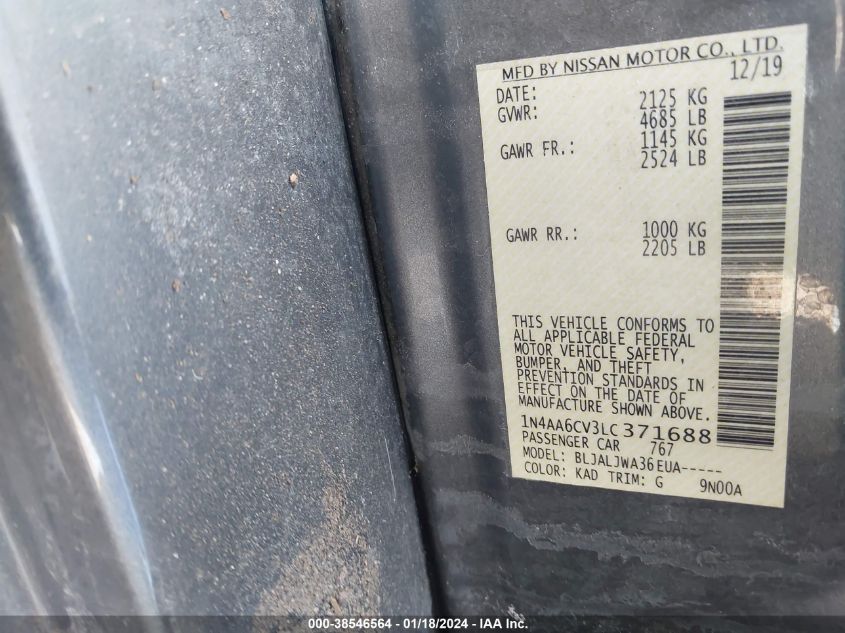 MFD BY NISSAN MOTOR CO., LTD.
DATE: 12/19
GVWR: 2125 KG
4685 LB
GAWR FR.: 1145 KG
2524 LB
GAWR RR.: 1000 KG
2205 LB
THIS VEHICLE CONFORMS TO
ALL APPLICABLE FEDERAL
MOTOR VEHICLE SAFETY,
BUMPER, AND THEFT
PREVENTION STANDARDS IN
EFFECT ON THE DATE OF
MANUFACTURE SHOWN ABOVE.
1N4AA6CV3LC371688
PASSENGER CAR 767
MODEL: BLJALJWA36EUA-----
COLOR: KAD TRIM: G 9N00A
000-38546564 / 01/18/2024 - IAA Inc.